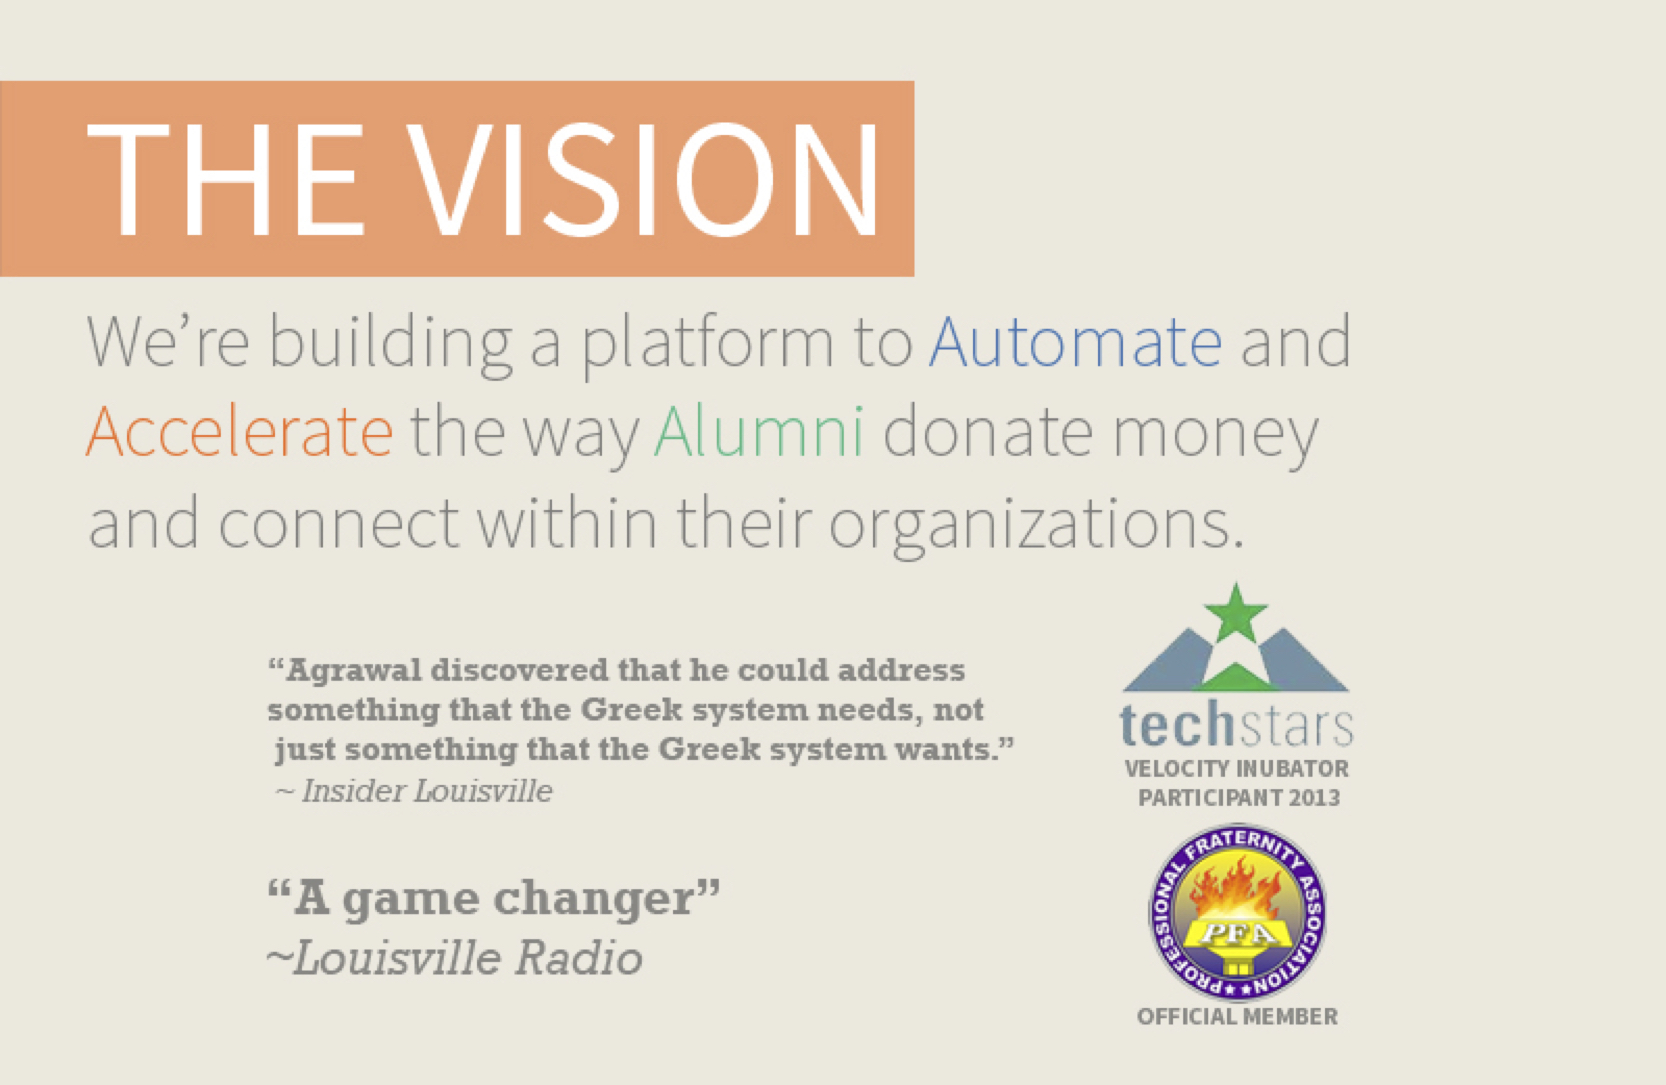 THE VISION
We’re building a platform to Automate and
Accelerate the way Alumni donate money
and connect within their organizations.
“Agrawal discovered that he could address
something that the Greek system needs, not
just something that the Greek system wants.”
~ Insider Louisville
“A game changer”
~Louisville Radio
techstars
VELOCITY INUBATOR
PARTICIPANT 2013
PROFESSIONAL FRATERNITY ASSOCIATION
PFA
OFFICIAL MEMBER